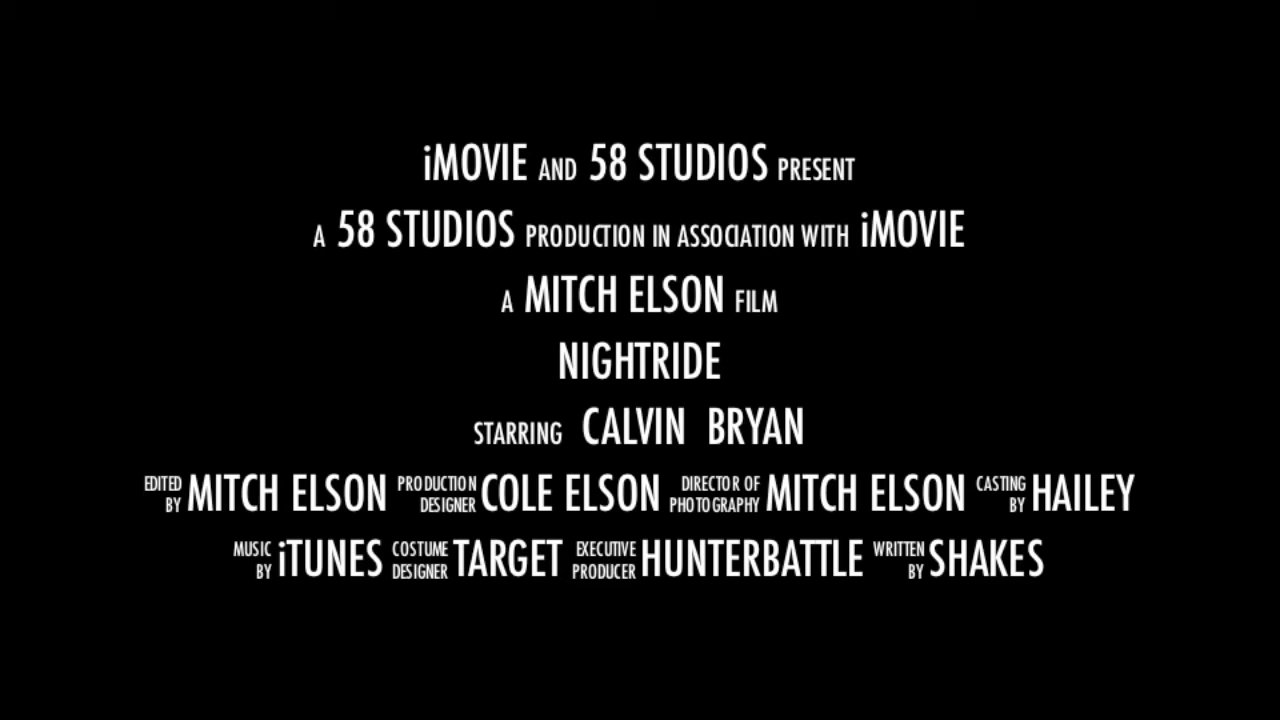 iMOVIE AND 58 STUDIOS PRESENT
A 58 STUDIOS PRODUCTION IN ASSOCIATION WITH iMOVIE
A MITCH ELSON FILM
NIGHTRIDE
STARRING CALVIN BRYAN
EDITED BY MITCH ELSON PRODUCTION DESIGNER COLE ELSON DIRECTOR OF PHOTOGRAPHY MITCH ELSON CASTING BY HAILEY
MUSIC BY iTUNES COSTUME DESIGNER TARGET EXECUTIVE PRODUCER HUNTERBATTLE WRITTEN BY SHAKES